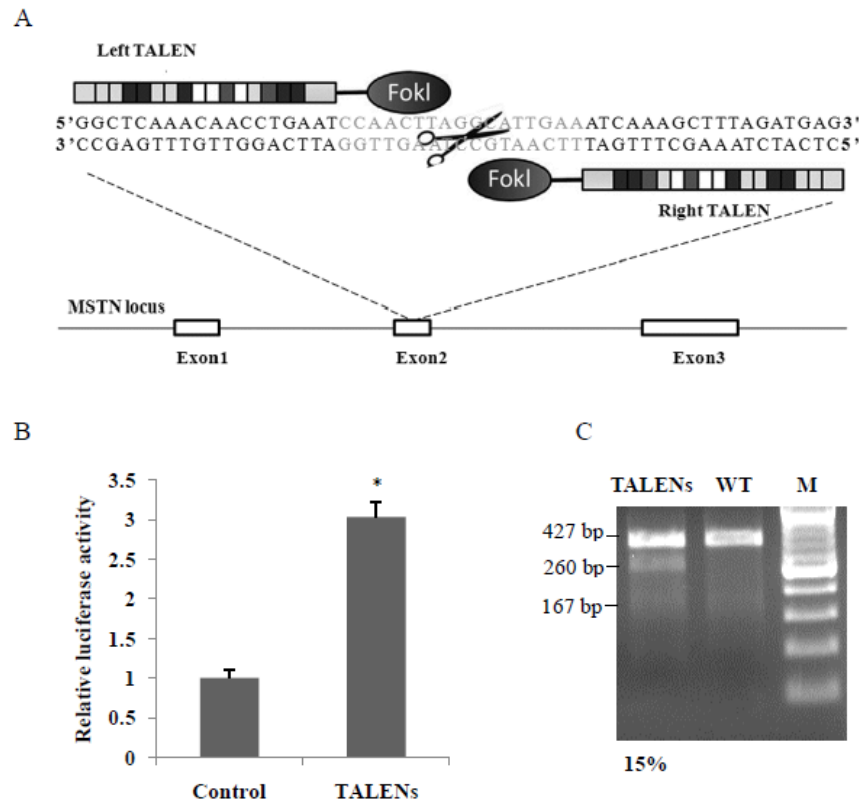 A
Left TALEN
FokI
5’GGCTCAAACAACCTGAATCCAACTTAGGCATTGAAATCAAAGCTTTAGATGAG3’
3’CCGAGTTTGTTGGACTTAGGTTGAATCCGTAACTTTAGTTTCGAAATCTACTC5’
FokI
Right TALEN
MSTN locus
Exon1 Exon2 Exon3
B
Relative luciferase activity
3.5
3
2.5
2
1.5
1
0.5
0
*
Control TALENs
C
TALENs WT M
427 bp
260 bp
167 bp
15%